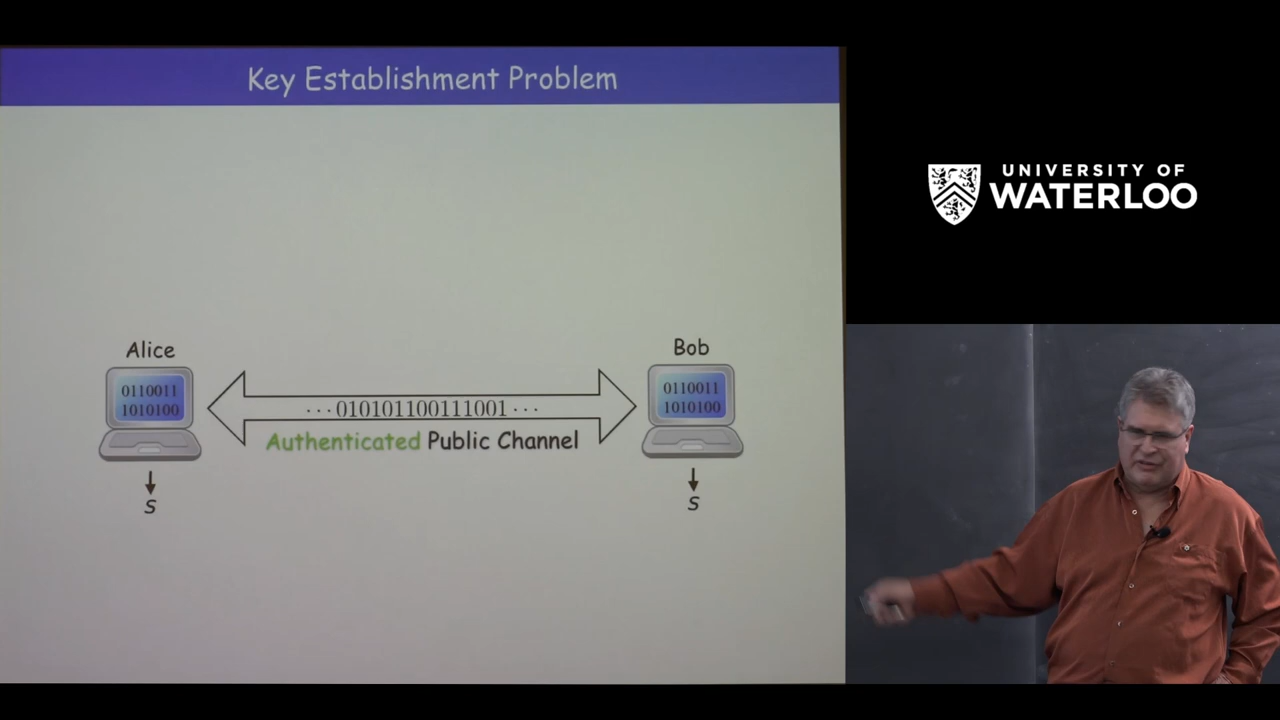 Key Establishment Problem
Alice
Bob
0110011
1010100
0110011
1010100
···010101100111001···
Authenticated Public Channel
S
S
UNIVERSITY OF
WATERLOO